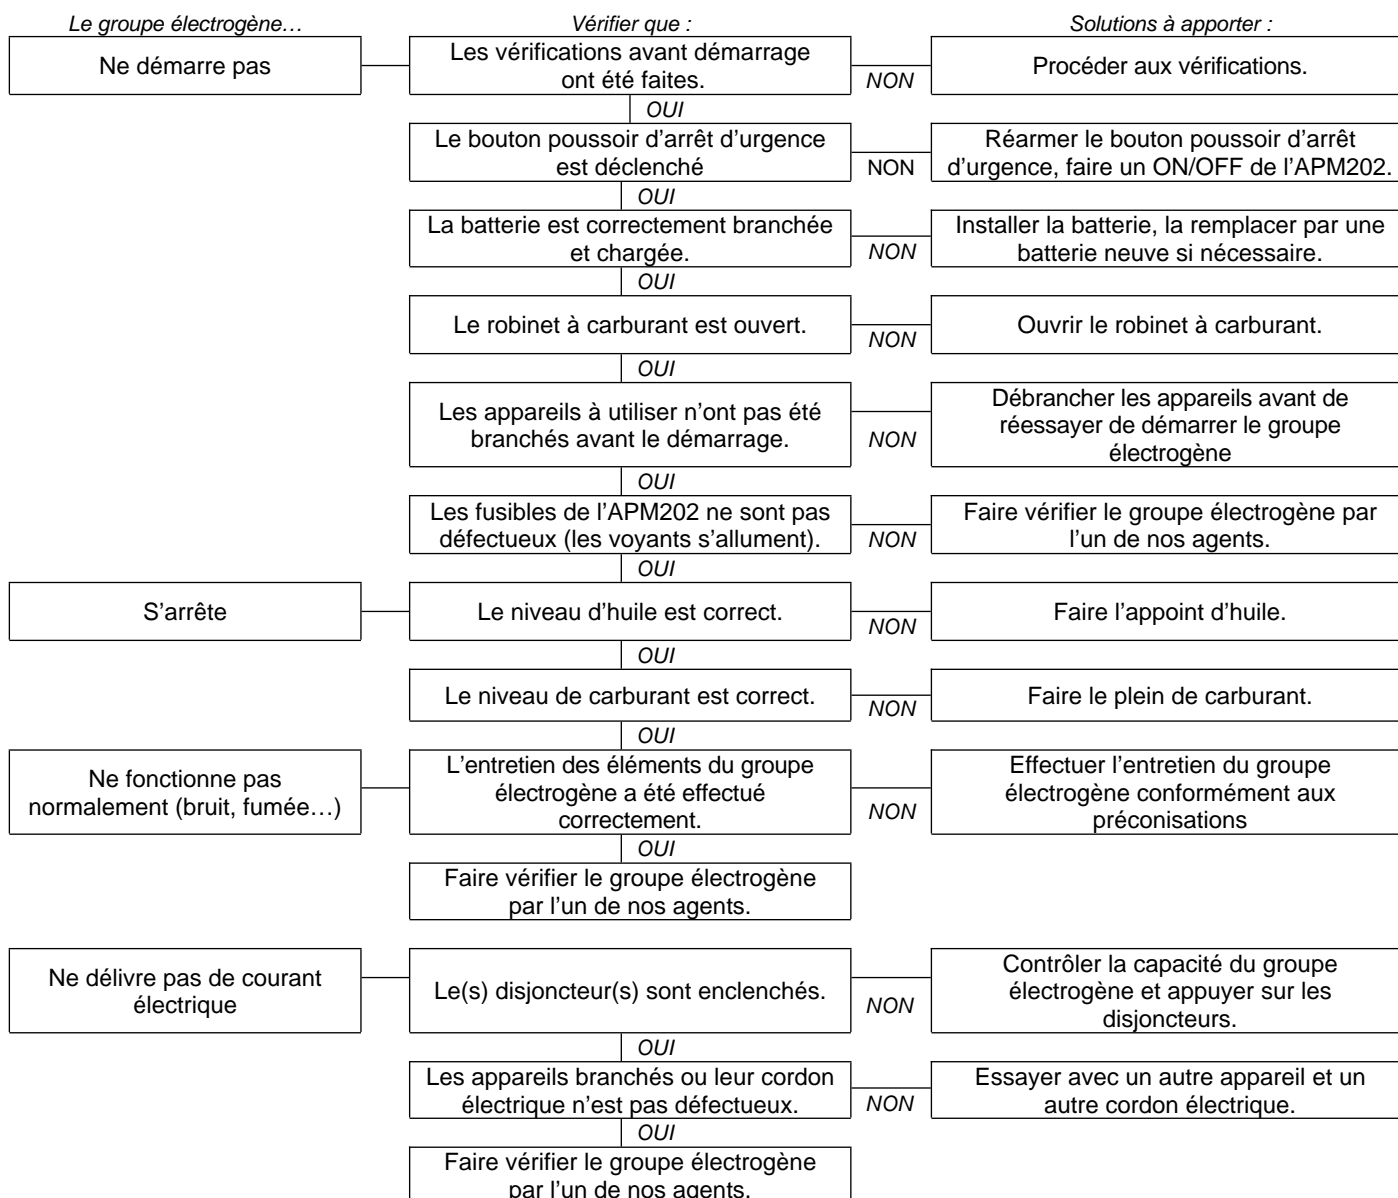 Le groupe électrogène…
Vérifier que :
Solutions à apporter :
Ne démarre pas
Les vérifications avant démarrage
ont été faites.
NON
Procéder aux vérifications.
OUI
Le bouton poussoir d’arrêt d’urgence
est déclenché
NON
Réarmer le bouton poussoir d’arrêt
d’urgence, faire un ON/OFF de l’APM202.
OUI
La batterie est correctement branchée
et chargée.
NON
Installer la batterie, la remplacer par une
batterie neuve si nécessaire.
OUI
Le robinet à carburant est ouvert.
NON
Ouvrir le robinet à carburant.
OUI
Les appareils à utiliser n’ont pas été
branchés avant le démarrage.
NON
Débrancher les appareils avant de
réessayer de démarrer le groupe
électrogène
OUI
Les fusibles de l’APM202 ne sont pas
défectueux (les voyants s’allument).
NON
Faire vérifier le groupe électrogène par
l’un de nos agents.
OUI
S’arrête
Le niveau d’huile est correct.
NON
Faire l’appoint d’huile.
OUI
Le niveau de carburant est correct.
NON
Faire le plein de carburant.
OUI
Ne fonctionne pas
normalement (bruit, fumée…)
L’entretien des éléments du groupe
électrogène a été effectué
correctement.
NON
Effectuer l’entretien du groupe
électrogène conformément aux
préconisations
OUI
Faire vérifier le groupe électrogène
par l’un de nos agents.
Ne délivre pas de courant
électrique
Le(s) disjoncteur(s) sont enclenchés.
NON
Contrôler la capacité du groupe
électrogène et appuyer sur les
disjoncteurs.
OUI
Les appareils branchés ou leur cordon
électrique n’est pas défectueux.
NON
Essayer avec un autre appareil et un
autre cordon électrique.
OUI
Faire vérifier le groupe électrogène
par l’un de nos agents.